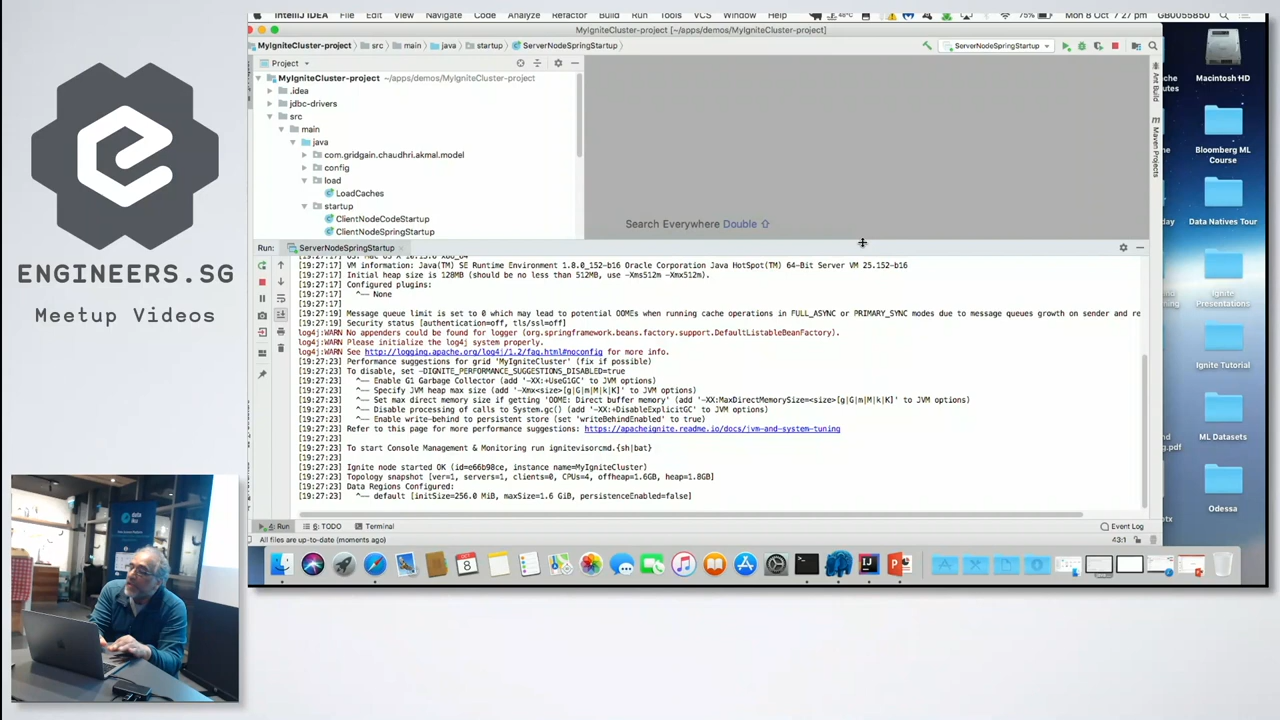 IntelliJ IDEA File Edit View Navigate Code Analyze Refactor Build Run Tools VCS Window Help 48°C 75% Mon 8 Oct 7:27 pm GB0055850
MyIgniteCluster-project [~/apps/demos/MyIgniteCluster-project]
MyIgniteCluster-project src main java startup ServerNodeSpringStartup ServerNodeSpringStartup
Project
MyIgniteCluster-project ~/apps/demos/MyIgniteCluster-project
.idea
jdbc-drivers
src
main
java
com.gridgain.chaudhri.akmal.model
config
load
LoadCaches
startup
ClientNodeCodeStartup
ClientNodeSpringStartup
Search Everywhere Double ⇧
Ant Build
Maven Projects
Run: ServerNodeSpringStartup
[19:27:17] VM information: Java(TM) SE Runtime Environment 1.8.0_152-b16 Oracle Corporation Java HotSpot(TM) 64-Bit Server VM 25.152-b16
[19:27:17] Initial heap size is 128MB (should be no less than 512MB, use -Xms512m -Xmx512m).
[19:27:17] Configured plugins:
[19:27:17]   ^-- None
[19:27:17]
[19:27:17] Message queue limit is set to 0 which may lead to potential OOMEs when running cache operations in FULL_ASYNC or PRIMARY_SYNC modes due to message queues growth on sender and re
[19:27:19] Security status [authentication=off, tls/ssl=off]
log4j:WARN No appenders could be found for logger (org.springframework.beans.factory.support.DefaultListableBeanFactory).
log4j:WARN Please initialize the log4j system properly.
log4j:WARN See http://logging.apache.org/log4j/1.2/faq.html#noconfig for more info.
[19:27:23] Performance suggestions for grid 'MyIgniteCluster' (fix if possible)
[19:27:23] To disable, set -DIGNITE_PERFORMANCE_SUGGESTIONS_DISABLED=true
[19:27:23]   ^-- Enable G1 Garbage Collector (add '-XX:+UseG1GC' to JVM options)
[19:27:23]   ^-- Specify JVM heap max size (add '-Xmx<size>[g|G|m|M|k|K]' to JVM options)
[19:27:23]   ^-- Set max direct memory size if getting 'OOME: Direct buffer memory' (add '-XX:MaxDirectMemorySize=<size>[g|G|m|M|k|K]' to JVM options)
[19:27:23]   ^-- Disable processing of calls to System.gc() (add '-XX:+DisableExplicitGC' to JVM options)
[19:27:23]   ^-- Enable write-behind to persistent store (set 'writeBehindEnabled' to true)
[19:27:23] Refer to this page for more performance suggestions: https://apacheignite.readme.io/docs/jvm-and-system-tuning
[19:27:23]
[19:27:23] To start Console Management & Monitoring run ignitevisorcmd.{sh|bat}
[19:27:23]
[19:27:23] Ignite node started OK (id=e66b98ce, instance name=MyIgniteCluster)
[19:27:23] Topology snapshot [ver=1, servers=1, clients=0, CPUs=4, offheap=1.6GB, heap=1.8GB]
[19:27:23] Data Regions Configured:
[19:27:23]   ^-- default [initSize=256.0 MiB, maxSize=1.6 GiB, persistenceEnabled=false]
4: Run 6: TODO Terminal Event Log
All files are up-to-date (moments ago) 43:1
8
Macintosh HD
Bloomberg ML
Course
Data Natives Tour
Ignite
Presentations
Ignite Tutorial
ML Datasets
Odessa
ENGINEERS.SG
Meetup Videos